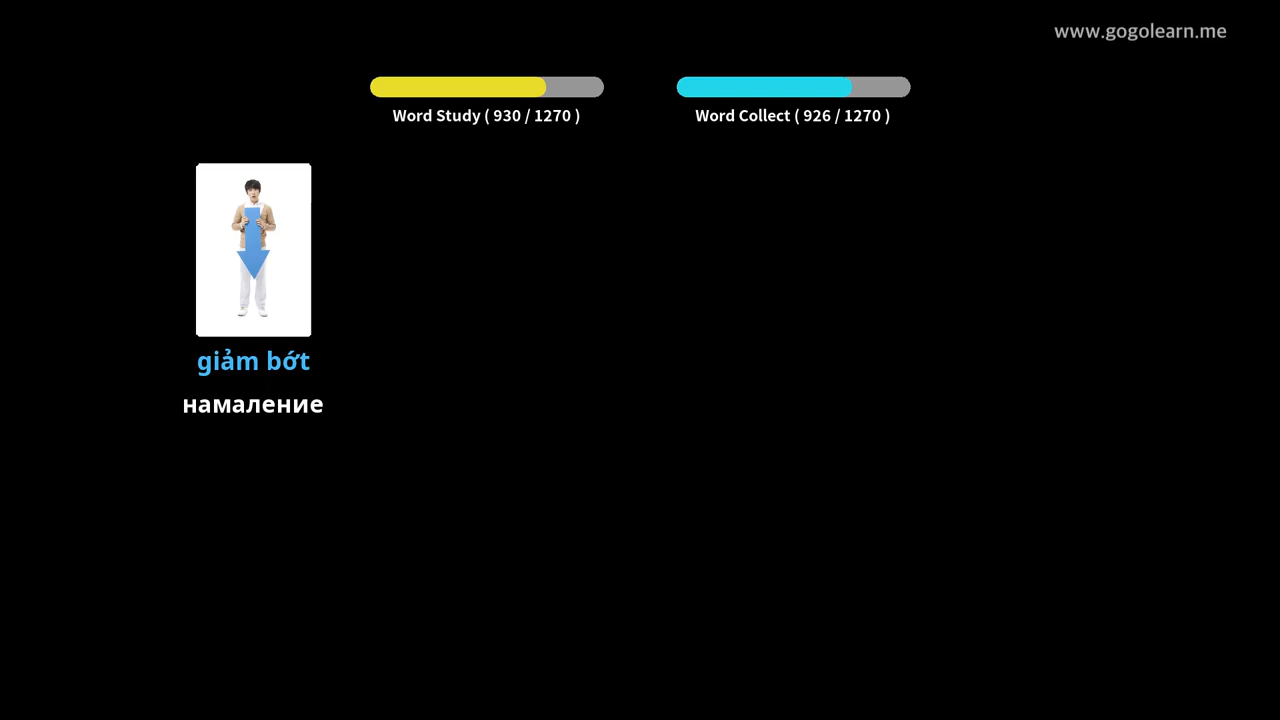 www.gogolearn.me
Word Study ( 930 / 1270 )
Word Collect ( 926 / 1270 )
giảm bớt
намаление